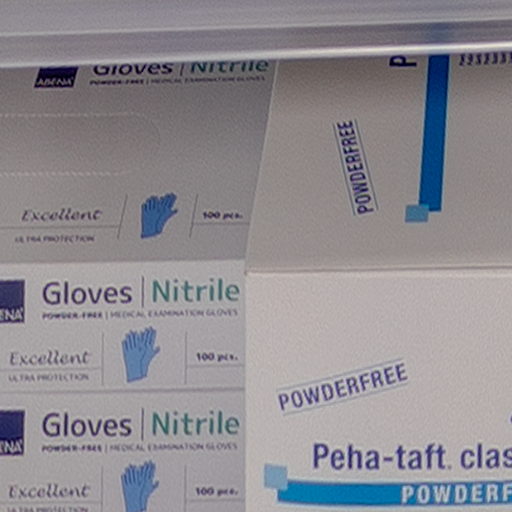 Gloves | Nitrile
ABENA
POWDER-FREE | MEDICAL EXAMINATION GLOVES
Excellent
100 pcs.
ULTRA PROTECTION
P
POWDERFREE
Gloves | Nitrile
ENA
POWDER-FREE | MEDICAL EXAMINATION GLOVES
Excellent
100 pcs.
ULTRA PROTECTION
Gloves | Nitrile
ENA
POWDER-FREE | MEDICAL EXAMINATION GLOVES
Excellent
100 pcs.
ULTRA PROTECTION
POWDERFREE
Peha-taft® clas
POWDERF